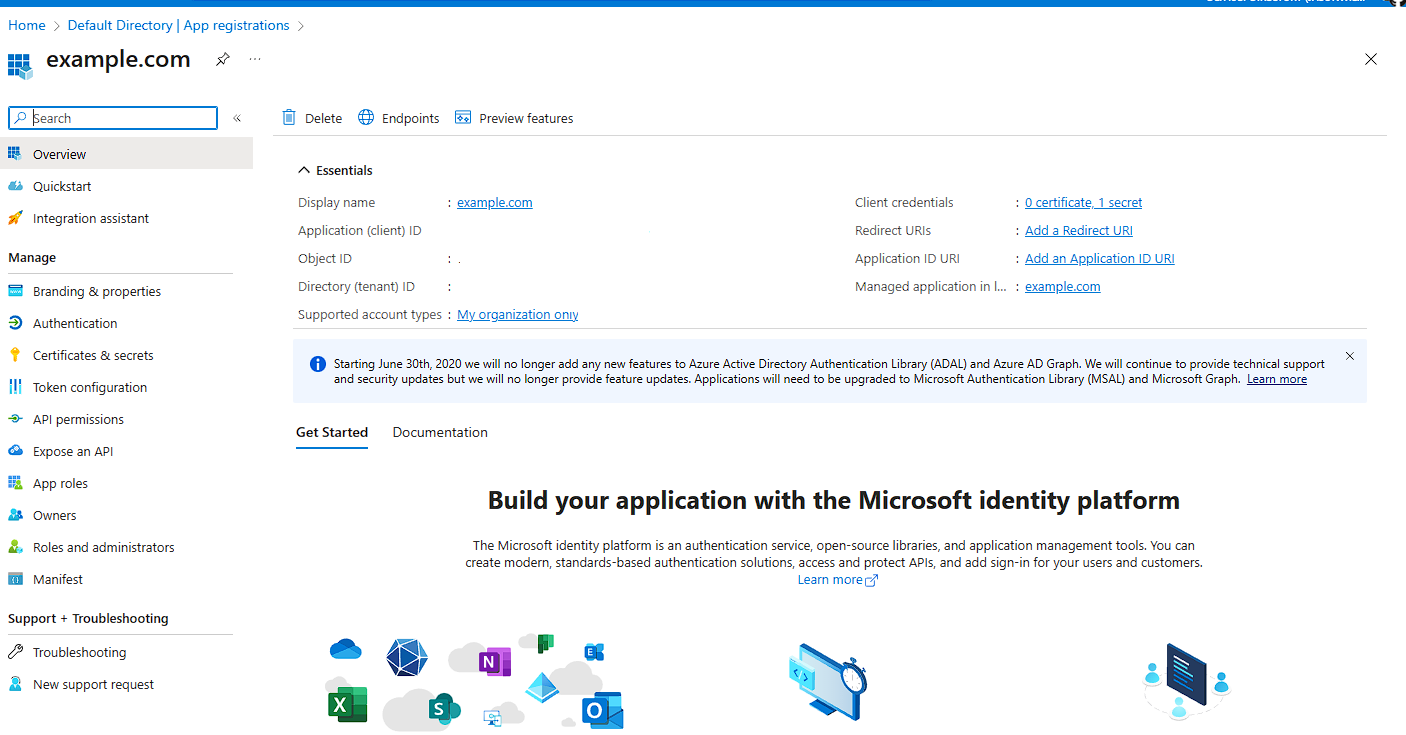 Home > Default Directory | App registrations >
example.com
Search
«
Delete Endpoints Preview features
Overview
Quickstart
Integration assistant
Manage
Branding & properties
Authentication
Certificates & secrets
Token configuration
API permissions
Expose an API
App roles
Owners
Roles and administrators
Manifest
Support + Troubleshooting
Troubleshooting
New support request
Essentials
Display name : example.com
Application (client) ID
Object ID : .
Directory (tenant) ID :
Supported account types : My organization only
Client credentials : 0 certificate, 1 secret
Redirect URIs : Add a Redirect URI
Application ID URI : Add an Application ID URI
Managed application in l... : example.com
Starting June 30th, 2020 we will no longer add any new features to Azure Active Directory Authentication Library (ADAL) and Azure AD Graph. We will continue to provide technical support
and security updates but we will no longer provide feature updates. Applications will need to be upgraded to Microsoft Authentication Library (MSAL) and Microsoft Graph. Learn more
Get Started Documentation
Build your application with the Microsoft identity platform
The Microsoft identity platform is an authentication service, open-source libraries, and application management tools. You can
create modern, standards-based authentication solutions, access and protect APIs, and add sign-in for your users and customers.
Learn more
N
E
X
S
O